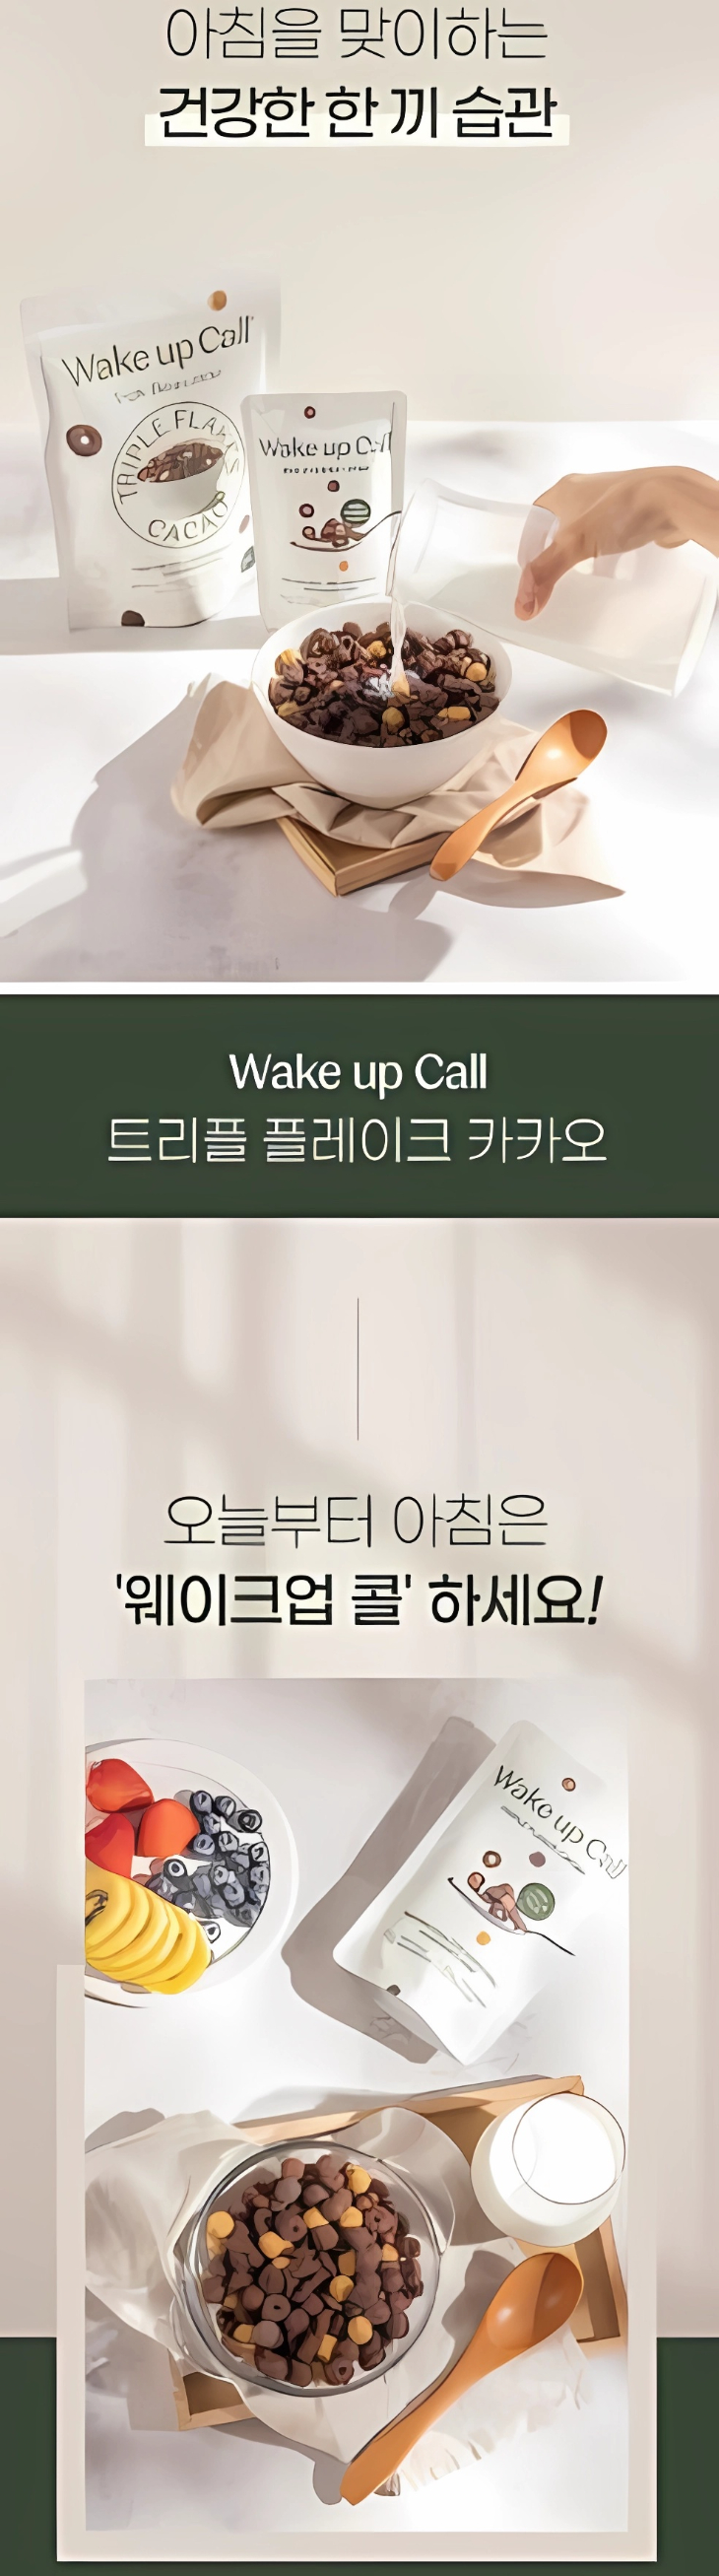 아침을 맞이하는
건강한 한 끼 습관
Wake up Call
TRIPLE FLAKES
CACAO
Wake up Call
Wake up Call
트리플 플레이크 카카오
오늘부터 아침은
'웨이크업 콜' 하세요!
Wake up Call